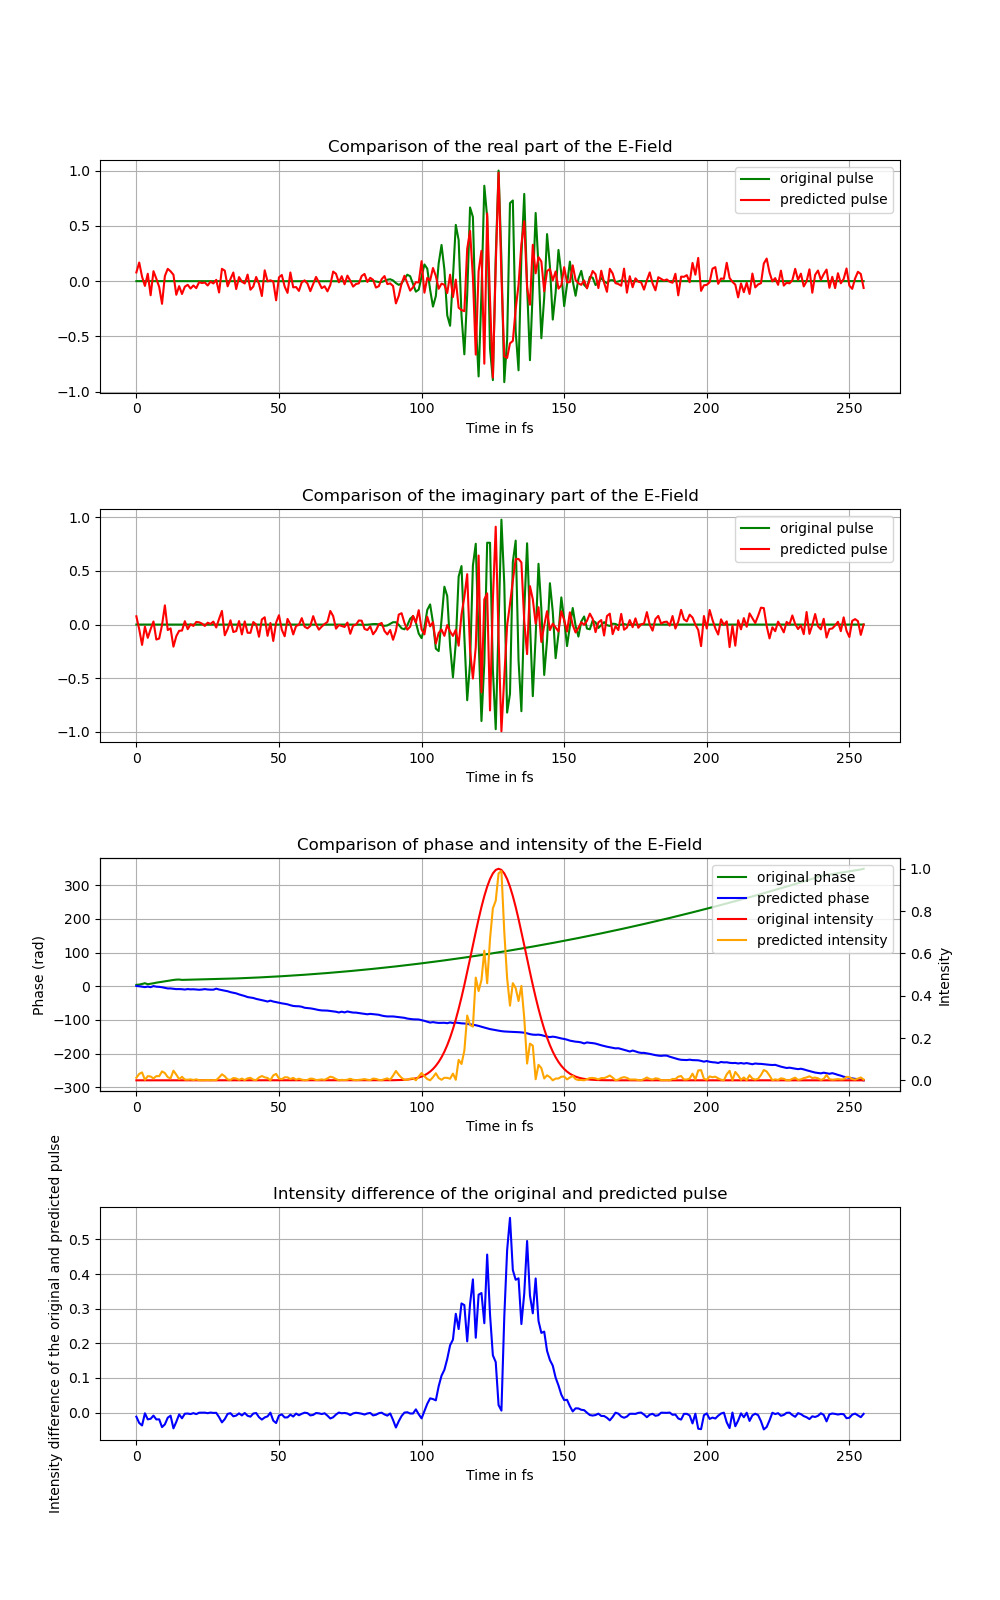 Comparison of the real part of the E-Field
original pulse
predicted pulse
1.0
0.5
0.0
−0.5
−1.0
0 50 100 150 200 250
Time in fs
Comparison of the imaginary part of the E-Field
original pulse
predicted pulse
1.0
0.5
0.0
−0.5
−1.0
0 50 100 150 200 250
Time in fs
Comparison of phase and intensity of the E-Field
original phase
predicted phase
original intensity
predicted intensity
Phase (rad)
300
200
100
0
−100
−200
−300
1.0
0.8
0.6
0.4
0.2
0.0
Intensity
0 50 100 150 200 250
Time in fs
Intensity difference of the original and predicted pulse
Intensity difference of the original and predicted pulse
0.5
0.4
0.3
0.2
0.1
0.0
0 50 100 150 200 250
Time in fs